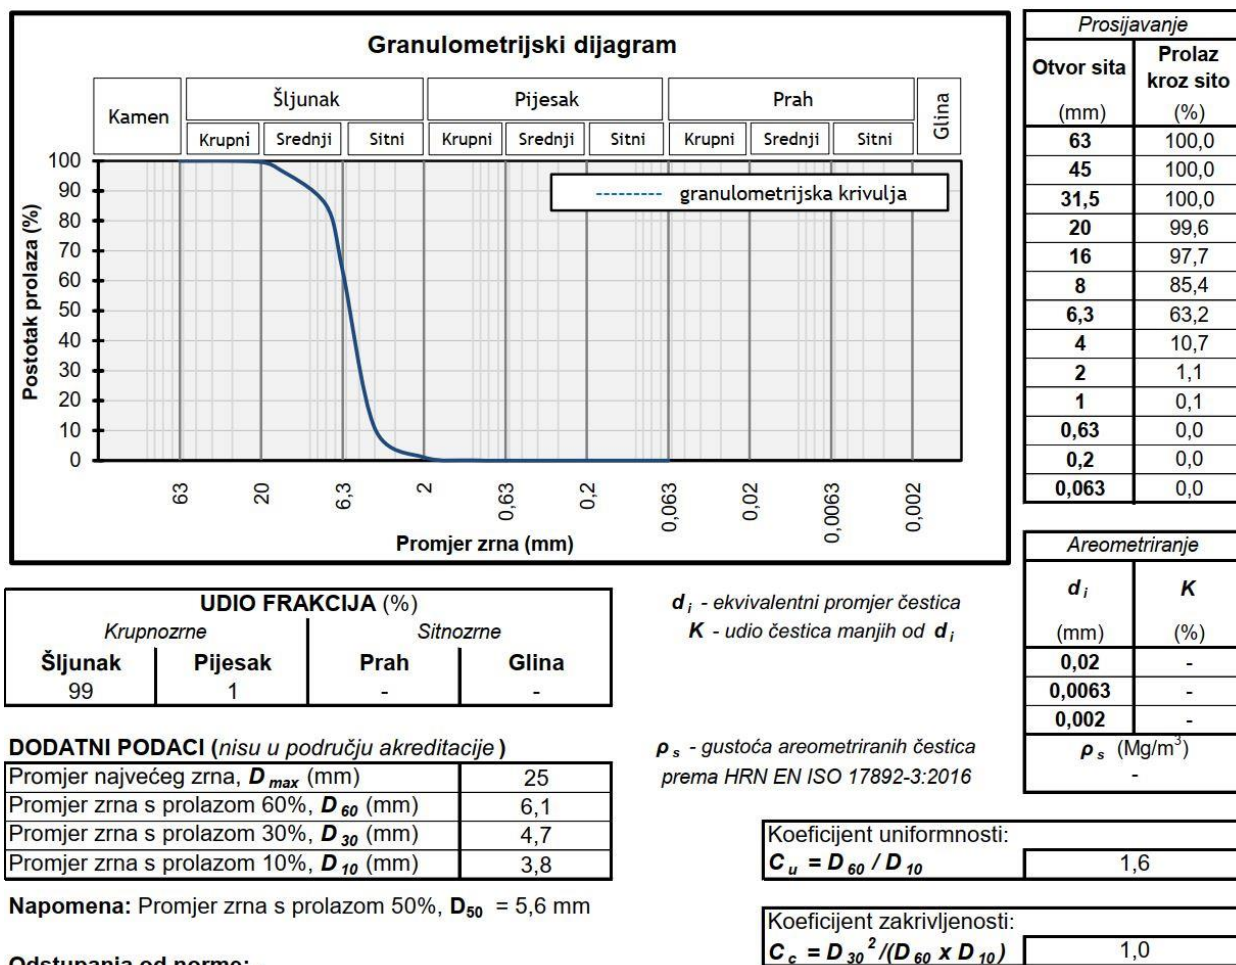 Granulometrijski dijagram
Kamen
Šljunak
Pijesak
Prah
Glina
Krupni Srednji Sitni Krupni Srednji Sitni Krupni Srednji Sitni
granulometrijska krivulja
Postotak prolaza (%)
100
90
80
70
60
50
40
30
20
10
0
63 20 6,3 2 0,63 0,2 0,063 0,02 0,0063 0,002
Promjer zrna (mm)
Prosijavanje
Otvor sita Prolaz kroz sito
(mm) (%)
63 100,0
45 100,0
31,5 100,0
20 99,6
16 97,7
8 85,4
6,3 63,2
4 10,7
2 1,1
1 0,1
0,63 0,0
0,2 0,0
0,063 0,0
Areometriranje
d i K
(mm) (%)
0,02 -
0,0063 -
0,002 -
ρ s (Mg/m³)
-
UDIO FRAKCIJA (%)
Krupnozrne Sitnozrne
Šljunak Pijesak Prah Glina
99 1 - -
d i - ekvivalentni promjer čestica
K - udio čestica manjih od d i
DODATNI PODACI (nisu u području akreditacije)
Promjer najvećeg zrna, D max (mm) 25
Promjer zrna s prolazom 60%, D 60 (mm) 6,1
Promjer zrna s prolazom 30%, D 30 (mm) 4,7
Promjer zrna s prolazom 10%, D 10 (mm) 3,8
ρ s - gustoća areometriranih čestica
prema HRN EN ISO 17892-3:2016
Koeficijent uniformnosti:
C u = D 60 / D 10 1,6
Napomena: Promjer zrna s prolazom 50%, D50 = 5,6 mm
Koeficijent zakrivljenosti:
C c = D 30 ² /(D 60 x D 10) 1,0
Odstupanja od norme: -